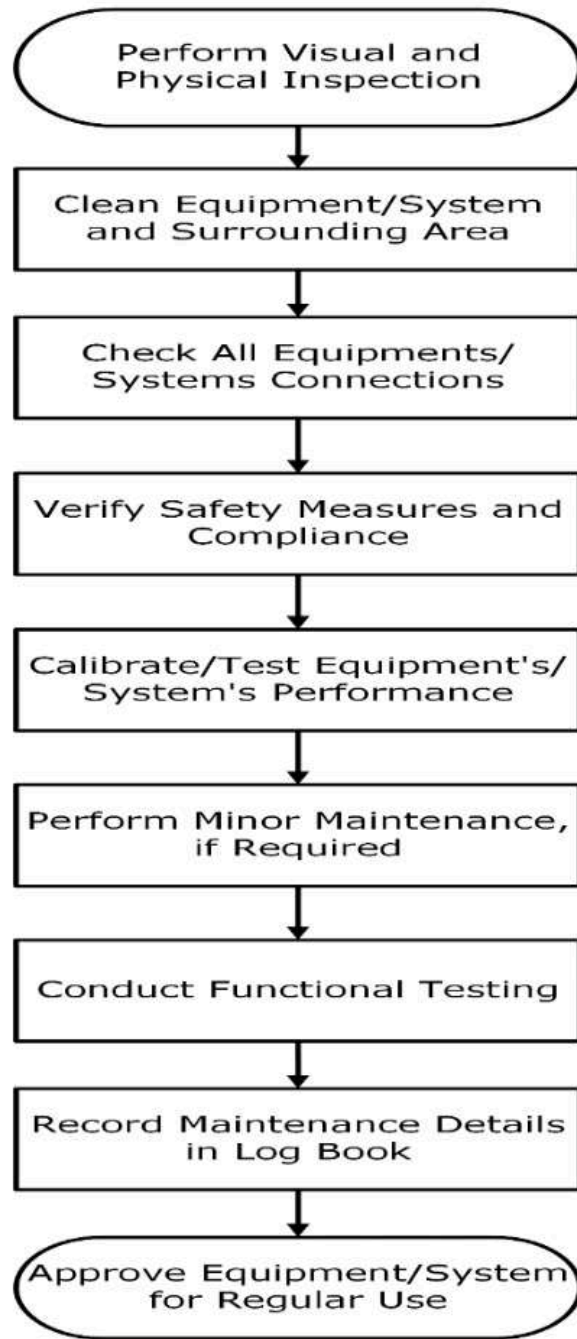 Perform Visual and
Physical Inspection
Clean Equipment/System
and Surrounding Area
Check All Equipments/
Systems Connections
Verify Safety Measures and
Compliance
Calibrate/Test Equipment's/
System's Performance
Perform Minor Maintenance,
if Required
Conduct Functional Testing
Record Maintenance Details
in Log Book
Approve Equipment/System
for Regular Use